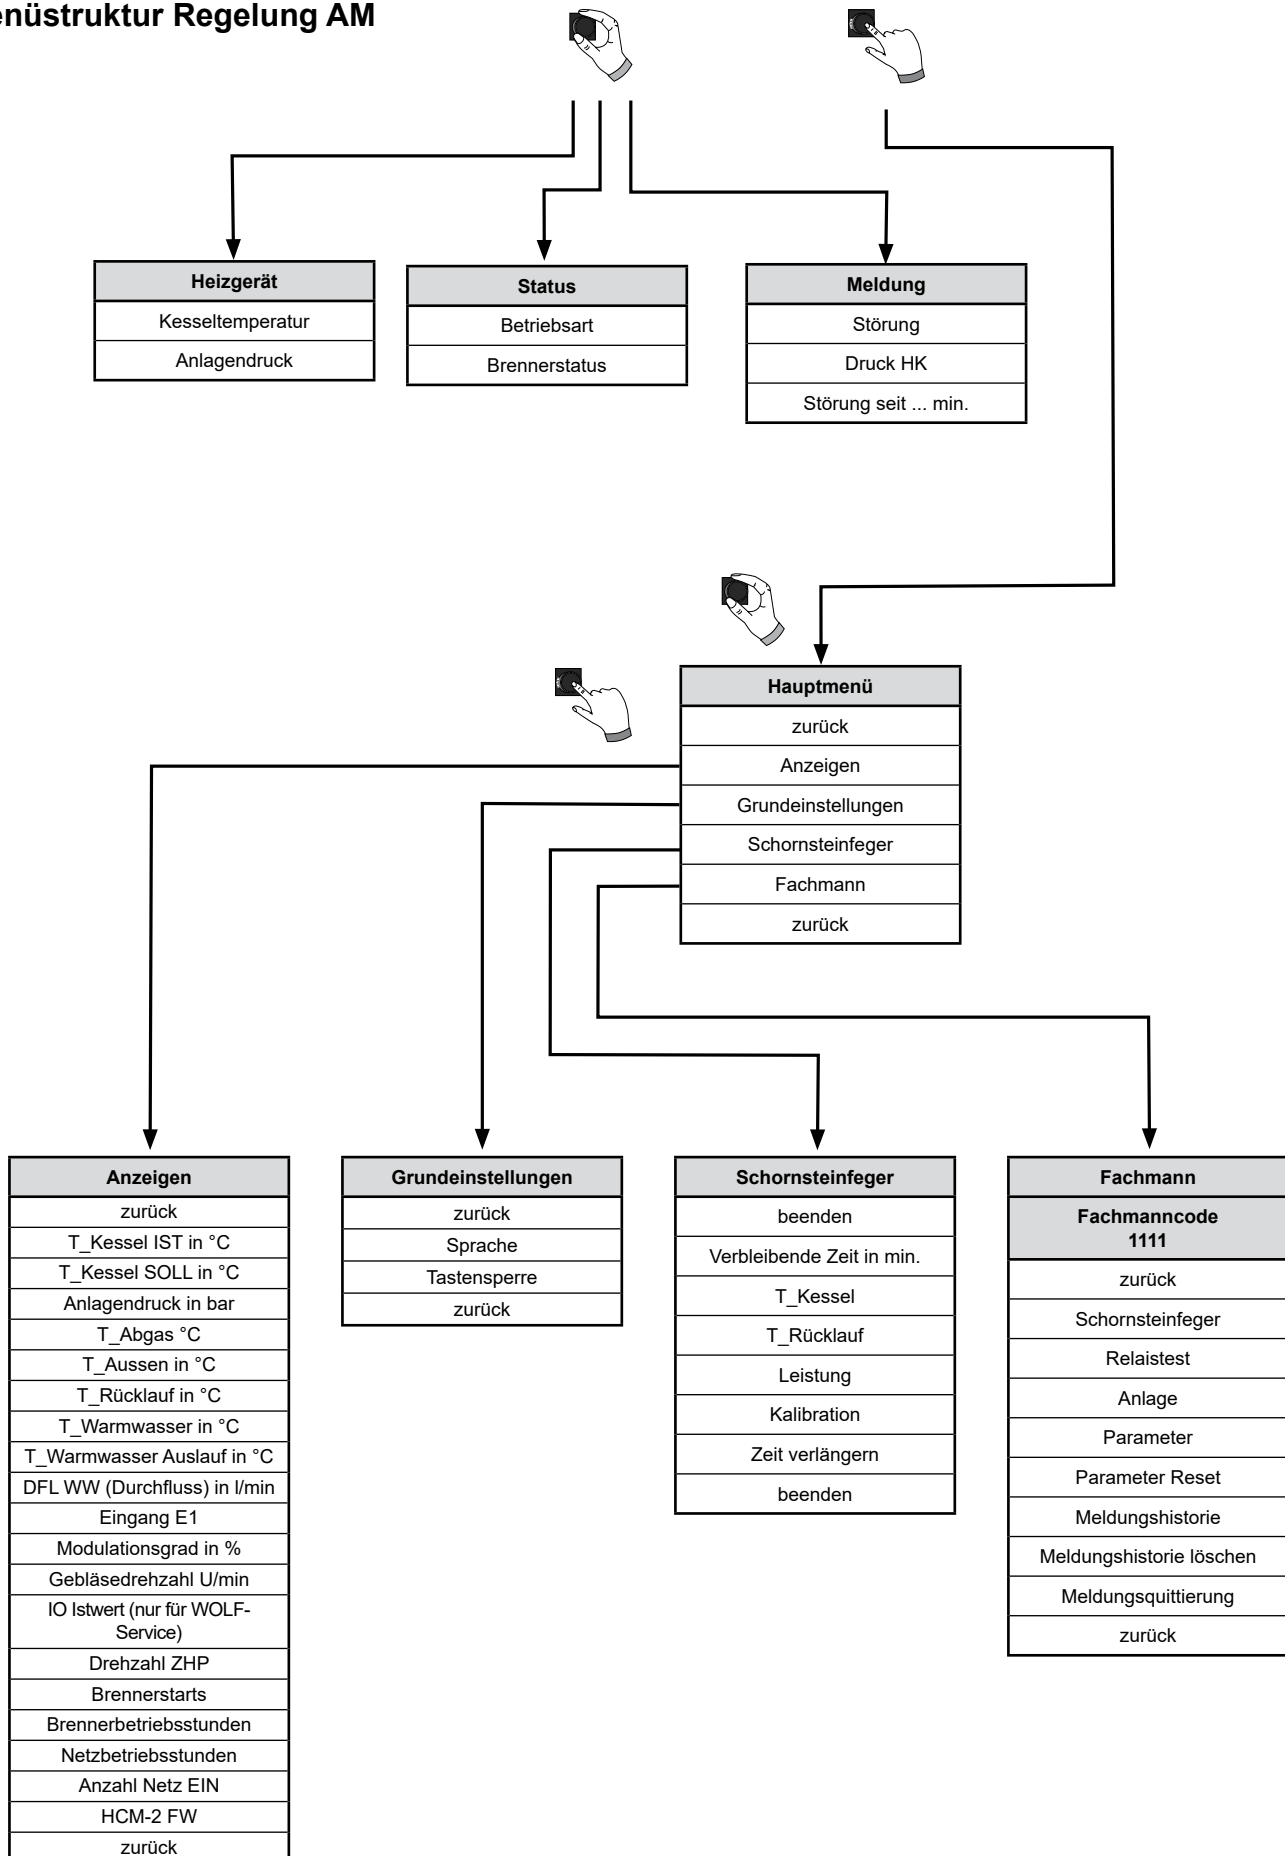 enüstruktur Regelung AM
Heizgerät
Kesseltemperatur
Anlagendruck
Status
Betriebsart
Brennerstatus
Meldung
Störung
Druck HK
Störung seit ... min.
Hauptmenü
zurück
Anzeigen
Grundeinstellungen
Schornsteinfeger
Fachmann
zurück
Anzeigen
zurück
T_Kessel IST in °C
T_Kessel SOLL in °C
Anlagendruck in bar
T_Abgas °C
T_Aussen in °C
T_Rücklauf in °C
T_Warmwasser in °C
T_Warmwasser Auslauf in °C
DFL WW (Durchfluss) in l/min
Eingang E1
Modulationsgrad in %
Gebläsedrehzahl U/min
IO Istwert (nur für WOLF-
Service)
Drehzahl ZHP
Brennerstarts
Brennerbetriebsstunden
Netzbetriebsstunden
Anzahl Netz EIN
HCM-2 FW
zurück
Grundeinstellungen
zurück
Sprache
Tastensperre
zurück
Schornsteinfeger
beenden
Verbleibende Zeit in min.
T_Kessel
T_Rücklauf
Leistung
Kalibration
Zeit verlängern
beenden
Fachmann
Fachmanncode
1111
zurück
Schornsteinfeger
Relaistest
Anlage
Parameter
Parameter Reset
Meldungshistorie
Meldungshistorie löschen
Meldungsquittierung
zurück